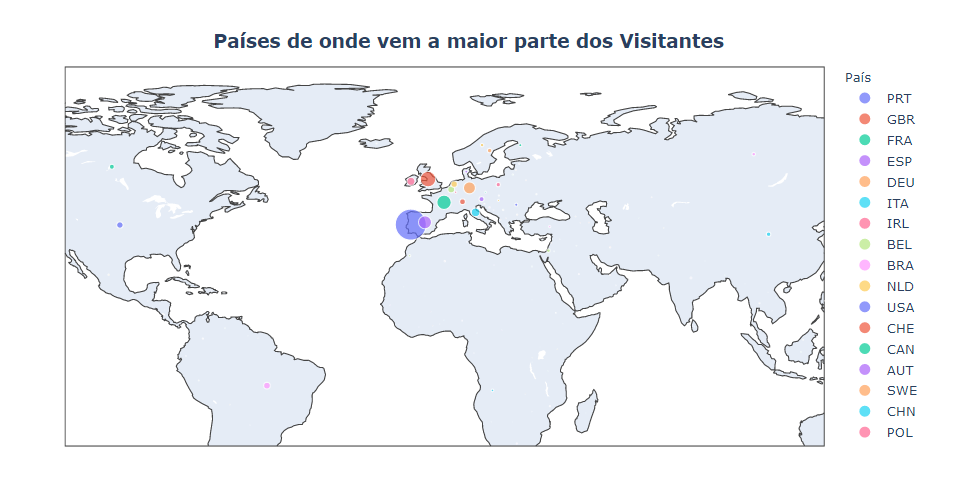 Países de onde vem a maior parte dos Visitantes
País
PRT
GBR
FRA
ESP
DEU
ITA
IRL
BEL
BRA
NLD
USA
CHE
CAN
AUT
SWE
CHN
POL